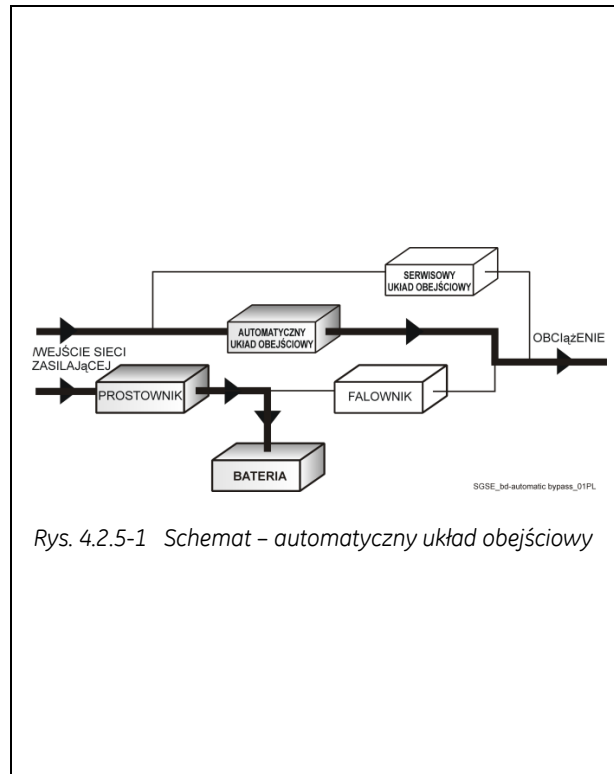 SERWISOWY
UKIAD OBEJŚCIOWY
AUTOMATYCZNY
UKIAD OBEJŚCIOWY
OBCIążENIE
/WEJŚCIE SIECI
ZASILAJąCEJ
PROSTOWNIK
FALOWNIK
BATERIA
SGSE_bd-automatic bypass_01PL
Rys. 4.2.5-1 Schemat – automatyczny układ obejściowy